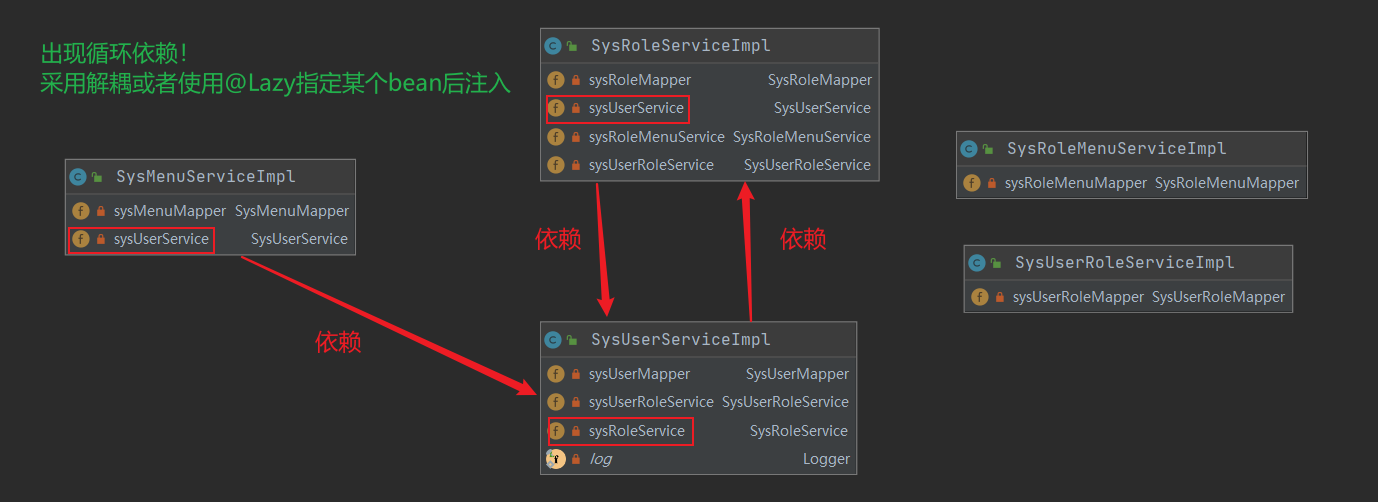 出现循环依赖！
采用解耦或者使用@Lazy指定某个bean后注入
SysRoleServiceImpl
sysRoleMapper SysRoleMapper
sysUserService SysUserService
sysRoleMenuService SysRoleMenuService
sysUserRoleService SysUserRoleService
SysMenuServiceImpl
sysMenuMapper SysMenuMapper
sysUserService SysUserService
SysRoleMenuServiceImpl
sysRoleMenuMapper SysRoleMenuMapper
SysUserRoleServiceImpl
sysUserRoleMapper SysUserRoleMapper
依赖
依赖
依赖
SysUserServiceImpl
sysUserMapper SysUserMapper
sysUserRoleService SysUserRoleService
sysRoleService SysRoleService
log Logger